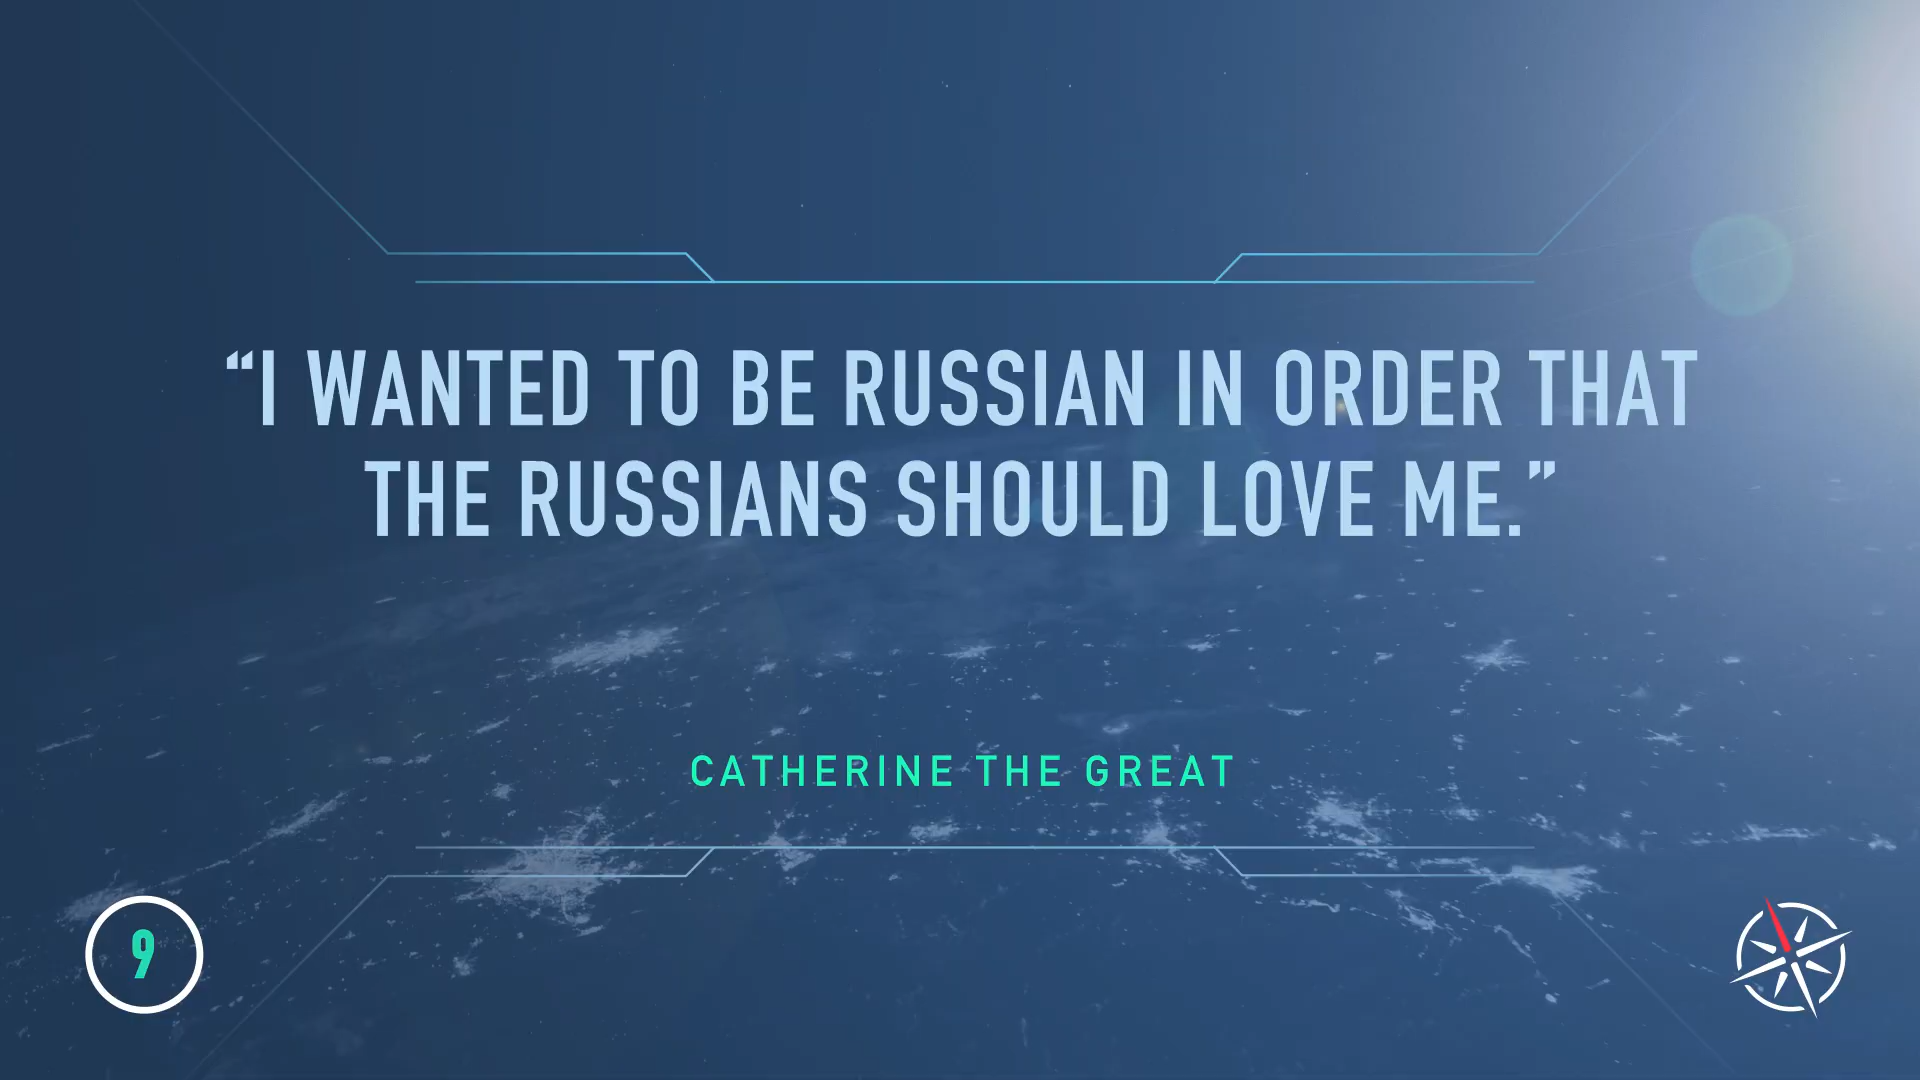 “I WANTED TO BE RUSSIAN IN ORDER THAT
THE RUSSIANS SHOULD LOVE ME.”
CATHERINE THE GREAT
9